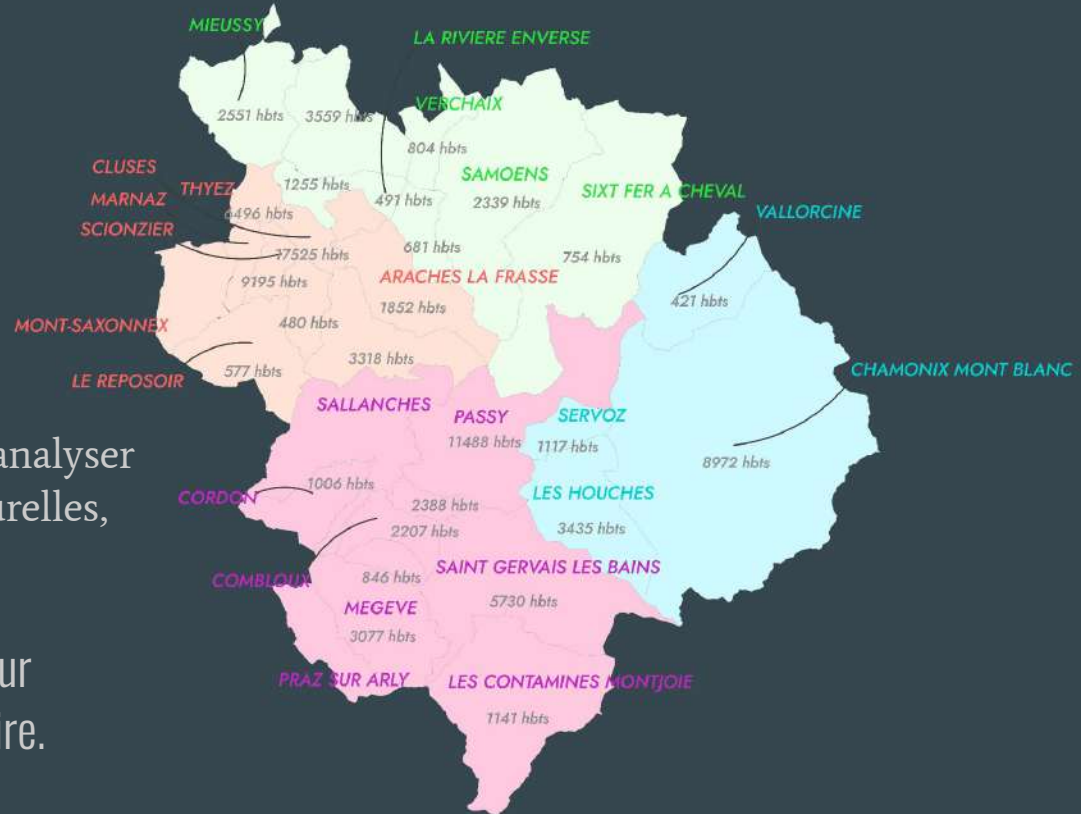 MIEUSSY
LA RIVIERE ENVERSE
2551 hbts
3559 hbts
VERCHAIX
804 hbts
CLUSES
MARNAZ
THYEZ
SCIONZIER
1255 hbts
491 hbts
SAMOENS
2339 hbts
SIXT FER A CHEVAL
VALLORCINE
6496 hbts
17525 hbts
681 hbts
754 hbts
9195 hbts
ARACHES LA FRASSE
1852 hbts
421 hbts
MONT-SAXONNEX
480 hbts
LE REPOSOIR
577 hbts
3318 hbts
CHAMONIX MONT BLANC
SALLANCHES
PASSY
SERVOZ
11488 hbts
1117 hbts
8972 hbts
analyser
urelles,
CORDON
1006 hbts
2388 hbts
LES HOUCHES
2207 hbts
3435 hbts
COMBLOUX
846 hbts
SAINT GERVAIS LES BAINS
MEGEVE
5730 hbts
3077 hbts
ur
PRAZ SUR ARLY
LES CONTAMINES MONTJOIE
1141 hbts
ire.